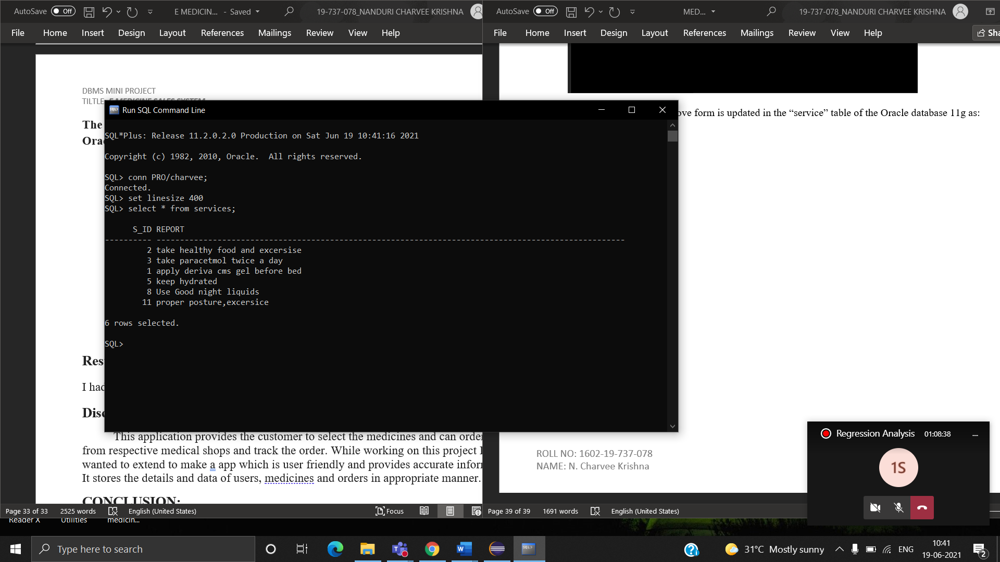 AutoSave Off E MEDICIN... - Saved 19-737-078_NANDURI CHARVEE KRISHNA
File Home Insert Design Layout References Mailings Review View Help
DBMS MINI PROJECT
TILTLE: E MEDICINE SALES SYSTEM
The
Orac
Run SQL Command Line
SQL*Plus: Release 11.2.0.2.0 Production on Sat Jun 19 10:41:16 2021
Copyright (c) 1982, 2010, Oracle.  All rights reserved.
SQL> conn PRO/charvee;
Connected.
SQL> set linesize 400
SQL> select * from services;
S_ID REPORT
---------- ----------------------------------------------------------------------------------------------------
2 take healthy food and excersise
3 take paracetmol twice a day
1 apply deriva cms gel before bed
5 keep hydrated
8 Use Good night liquids
11 proper posture,excersice
6 rows selected.
SQL>
Res
I had
Disc
This application provides the customer to select the medicines and can orde
from respective medical shops and track the order. While working on this project I
wanted to extend to make a app which is user friendly and provides accurate infor
It stores the details and data of users, medicines and orders in appropriate manner.
CONCLUSION:
Page 33 of 33 2525 words English (United States) Focus
AutoSave Off MED... 19-737-078_NANDURI CHARVEE KRISHNA
File Home Insert Design Layout References Mailings Review View Help Sha
ove form is updated in the “service” table of the Oracle database 11g as:
ROLL NO: 1602-19-737-078
NAME: N. Charvee Krishna
Page 39 of 39 1691 words English (United States)
Regression Analysis 01:08:38
1S
Reader X Utilities medicin...
Type here to search
31°C Mostly sunny ENG
10:41
19-06-2021
2